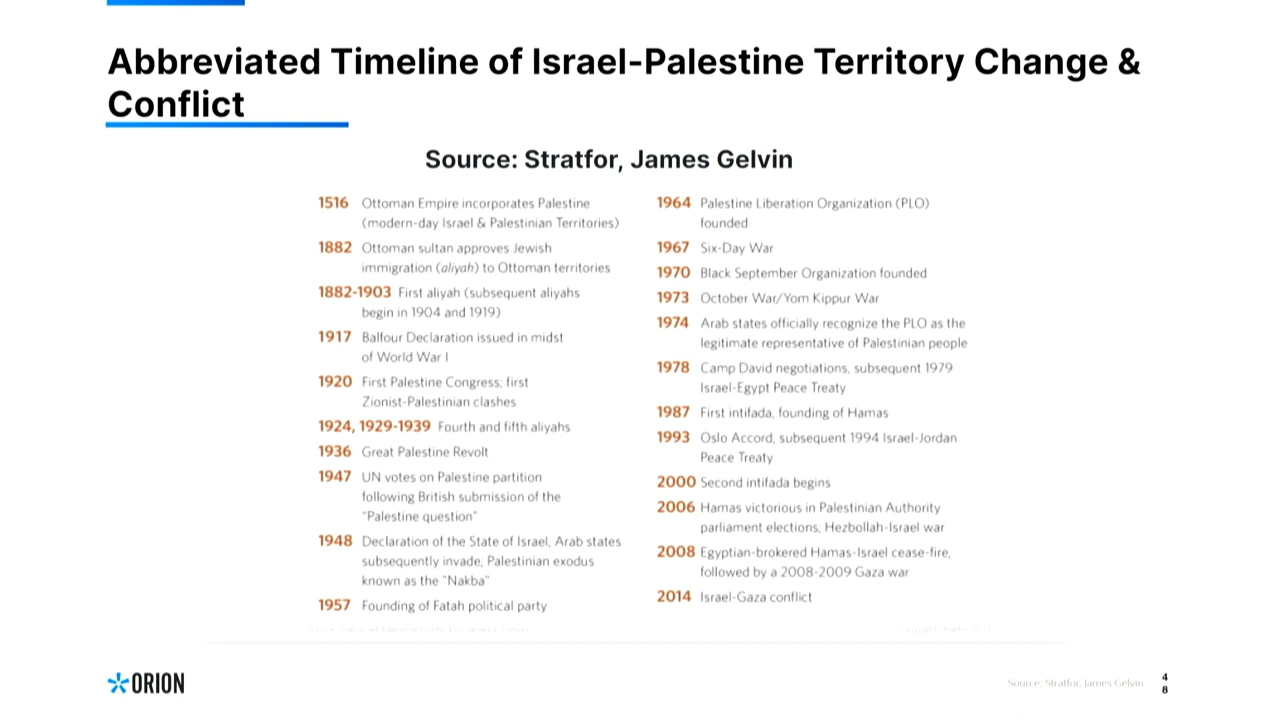 Abbreviated Timeline of Israel-Palestine Territory Change &
Conflict
Source: Stratfor, James Gelvin
1516 Ottoman Empire incorporates Palestine
(modern-day Israel & Palestinian Territories)
1882 Ottoman sultan approves Jewish
immigration (aliyah) to Ottoman territories
1882-1903 First aliyah (subsequent aliyahs
begin in 1904 and 1919)
1917 Balfour Declaration issued in midst
of World War I
1920 First Palestine Congress; first
Zionist-Palestinian clashes
1924, 1929-1939 Fourth and fifth aliyahs
1936 Great Palestine Revolt
1947 UN votes on Palestine partition
following British submission of the
"Palestine question"
1948 Declaration of the State of Israel, Arab states
subsequently invade, Palestinian exodus
known as the "Nakba"
1957 Founding of Fatah political party
1964 Palestine Liberation Organization (PLO)
founded
1967 Six-Day War
1970 Black September Organization founded
1973 October War/Yom Kippur War
1974 Arab states officially recognize the PLO as the
legitimate representative of Palestinian people
1978 Camp David negotiations, subsequent 1979
Israel-Egypt Peace Treaty
1987 First intifada, founding of Hamas
1993 Oslo Accord, subsequent 1994 Israel-Jordan
Peace Treaty
2000 Second intifada begins
2006 Hamas victorious in Palestinian Authority
parliament elections; Hezbollah-Israel war
2008 Egyptian-brokered Hamas-Israel cease-fire,
followed by a 2008-2009 Gaza war
2014 Israel-Gaza conflict
ORION
Source: Stratfor, James Gelvin
4
8